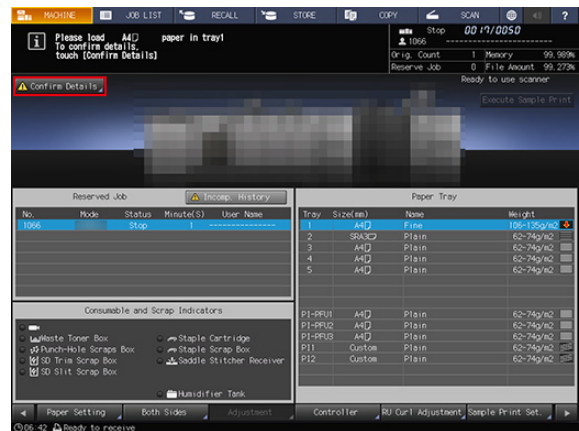 MACHINE JOB LIST RECALL STORE COPY SCAN ?
Please load A4 paper in tray1
To confirm details,
touch [Confirm Details]
Stop 0017/0050
1066 ----------------
Orig. Count 1 Memory 99.989%
Reserve Job 0 File Amount 99.273%
Ready to use scanner
Confirm Details
Execute Sample Print
Reserved Job
Incomp. History
No. Mode Status Minute(S) User Name
1066 Stop 1 --------------
Paper Tray
Tray Size(mm) Name Weight
1 A4 Fine 106-135g/m2
2 SRA3 Plain 62-74g/m2
3 A4 Plain 62-74g/m2
4 A4 Plain 62-74g/m2
5 A4 Plain 62-74g/m2
PI-PFU1 A4 Plain 62-74g/m2
PI-PFU2 A4 Plain 62-74g/m2
PI-PFU3 A4 Plain 62-74g/m2
PI1 Custom Plain 62-74g/m2
PI2 Custom Plain 62-74g/m2
Consumable and Scrap Indicators
Waste Toner Box
Punch-Hole Scraps Box
SD Trim Scrap Box
SD Slit Scrap Box
Staple Cartridge
Staple Scrap Box
Saddle Stitcher Receiver
Humidifier Tank
Paper Setting Both Sides Adjustment Controller RU Curl Adjustment Sample Print Set.
06:42 Ready to receive